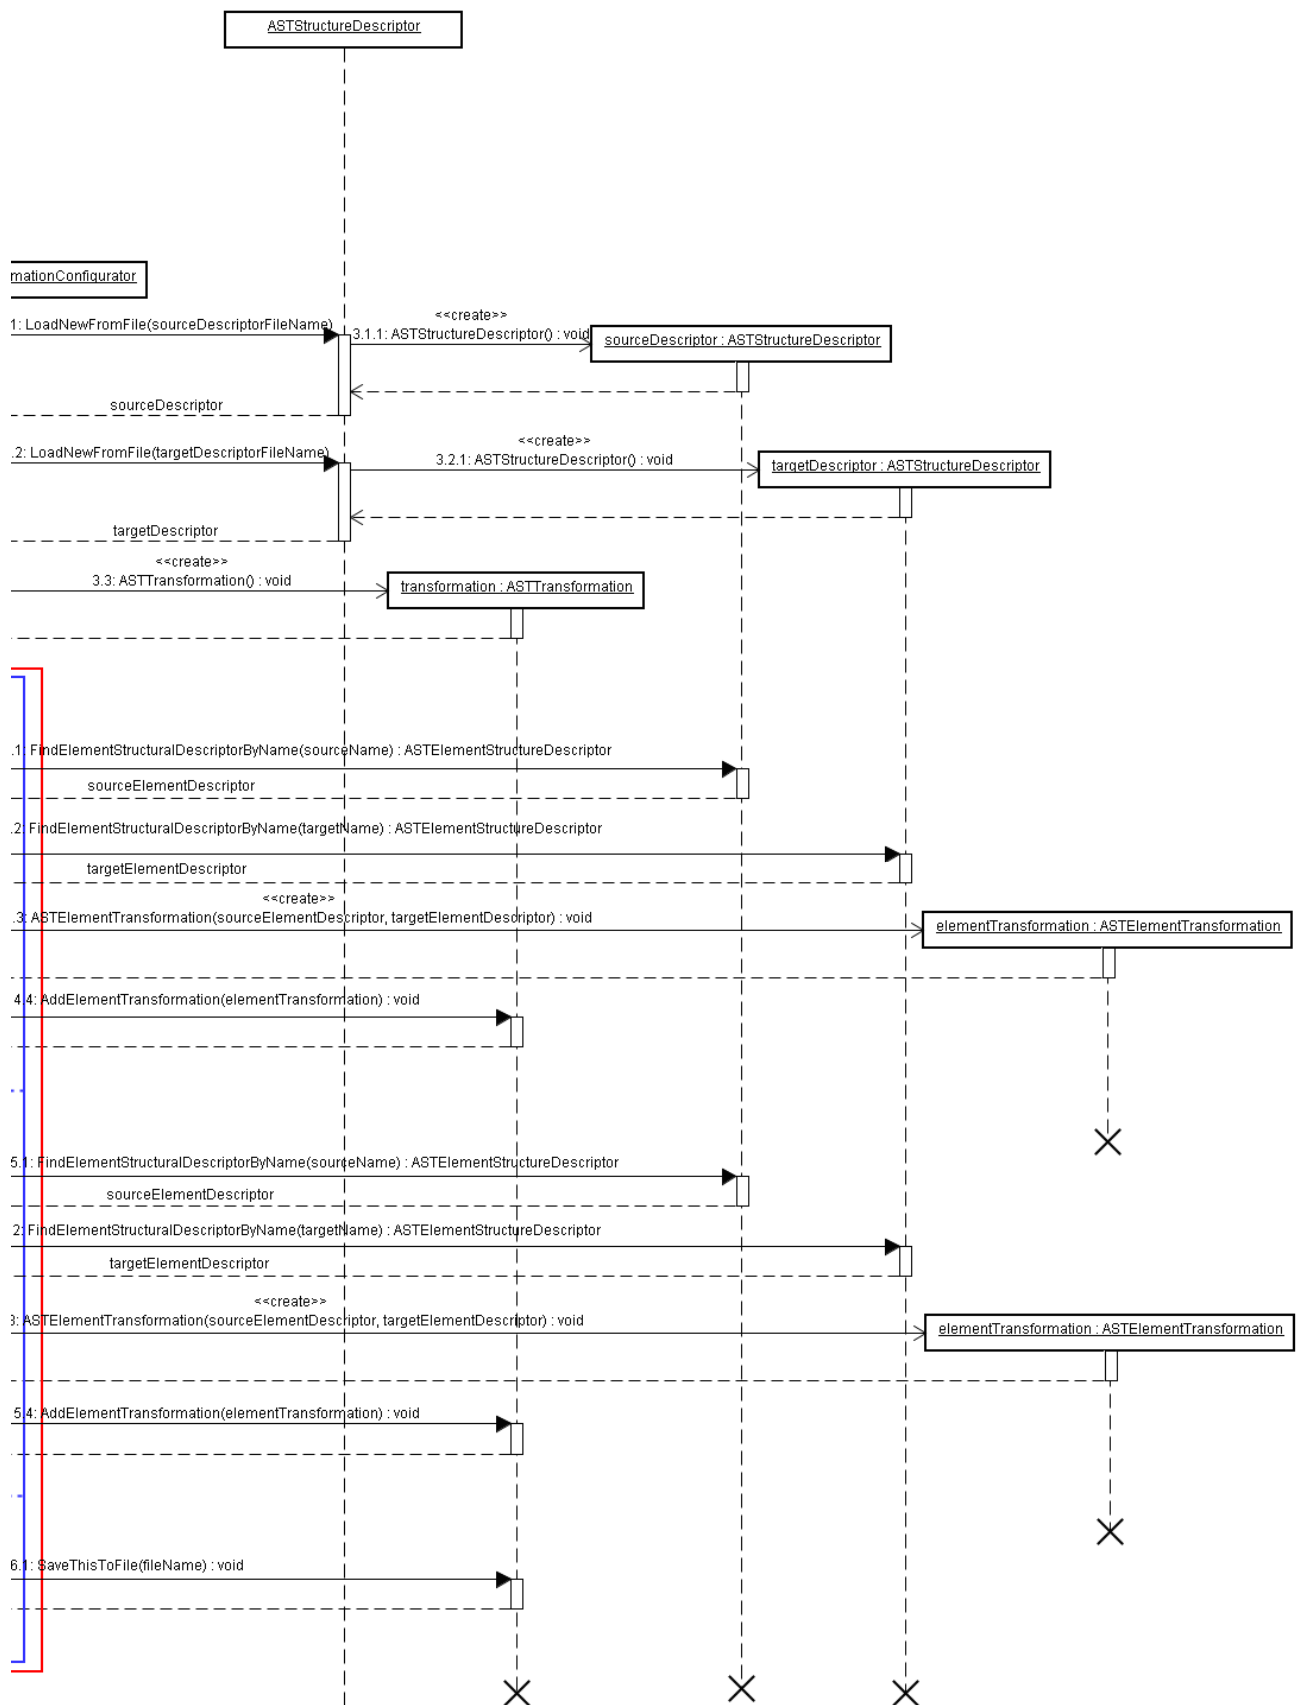 ASTStructureDescriptor
mationConfigurator
1: LoadNewFromFile(sourceDescriptorFileName)
<<create>>
3.1.1: ASTStructureDescriptor() : void
sourceDescriptor : ASTStructureDescriptor
sourceDescriptor
.2: LoadNewFromFile(targetDescriptorFileName)
<<create>>
3.2.1: ASTStructureDescriptor() : void
targetDescriptor : ASTStructureDescriptor
targetDescriptor
<<create>>
3.3: ASTTransformation() : void
transformation : ASTTransformation
.1: FindElementStructuralDescriptorByName(sourceName) : ASTElementStructureDescriptor
sourceElementDescriptor
.2: FindElementStructuralDescriptorByName(targetName) : ASTElementStructureDescriptor
targetElementDescriptor
<<create>>
.3: ASTElementTransformation(sourceElementDescriptor, targetElementDescriptor) : void
elementTransformation : ASTElementTransformation
4.4: AddElementTransformation(elementTransformation) : void
5.1: FindElementStructuralDescriptorByName(sourceName) : ASTElementStructureDescriptor
sourceElementDescriptor
2: FindElementStructuralDescriptorByName(targetName) : ASTElementStructureDescriptor
targetElementDescriptor
<<create>>
3: ASTElementTransformation(sourceElementDescriptor, targetElementDescriptor) : void
elementTransformation : ASTElementTransformation
5.4: AddElementTransformation(elementTransformation) : void
6.1: SaveThisToFile(fileName) : void